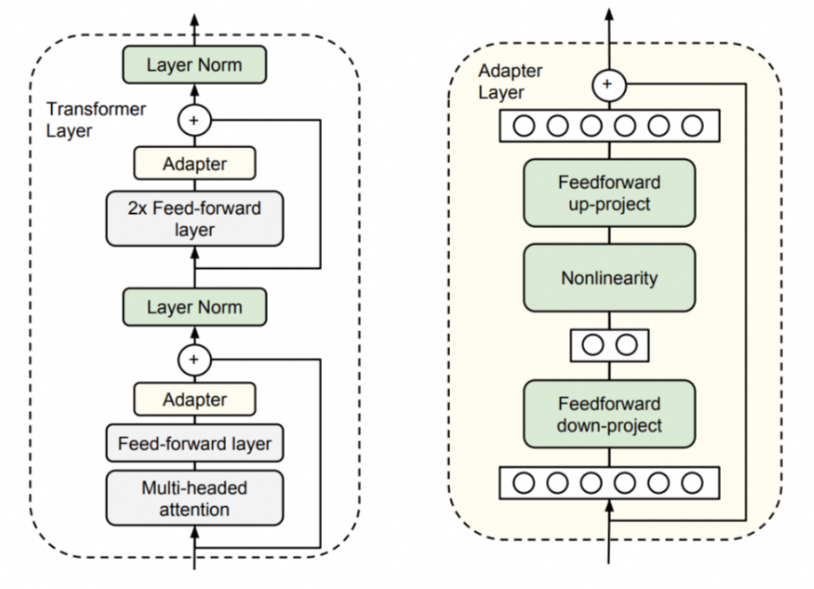 Layer Norm
Transformer
Layer
+
Adapter
2x Feed-forward
layer
Layer Norm
+
Adapter
Feed-forward layer
Multi-headed
attention
Adapter
Layer
+
Feedforward
up-project
Nonlinearity
Feedforward
down-project